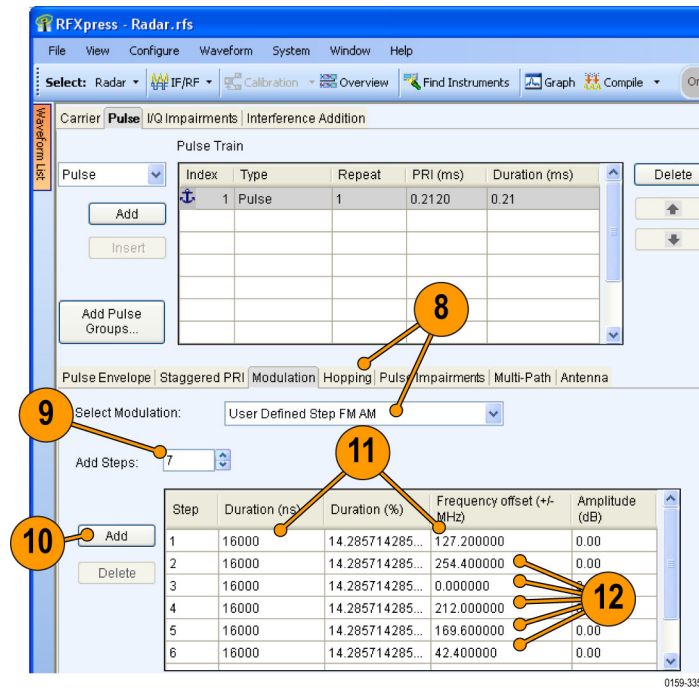 RFXpress - Radar.rfs
File View Configure Waveform System Window Help
Select: Radar IF/RF Calibration Overview Find Instruments Graph Compile
Waveform List
Carrier Pulse I/Q Impairments Interference Addition
Pulse Train
Pulse
Index Type Repeat PRI (ms) Duration (ms)
Delete
1 Pulse 1 0.2120 0.21
Add
Insert
Add Pulse
Groups...
8
Pulse Envelope Staggered PRI Modulation Hopping Pulse Impairments Multi-Path Antenna
9
Select Modulation: User Defined Step FM AM
11
Add Steps: 7
Step Duration (ns) Duration (%) Frequency offset (+/- MHz) Amplitude (dB)
10
Add
Delete
1 16000 14.285714285... 127.200000 0.00
2 16000 14.285714285... 254.400000
3 16000 14.285714285... 0.000000
12
4 16000 14.285714285... 212.000000
5 16000 14.285714285... 169.600000 0.00
6 16000 14.285714285... 42.400000 0.00